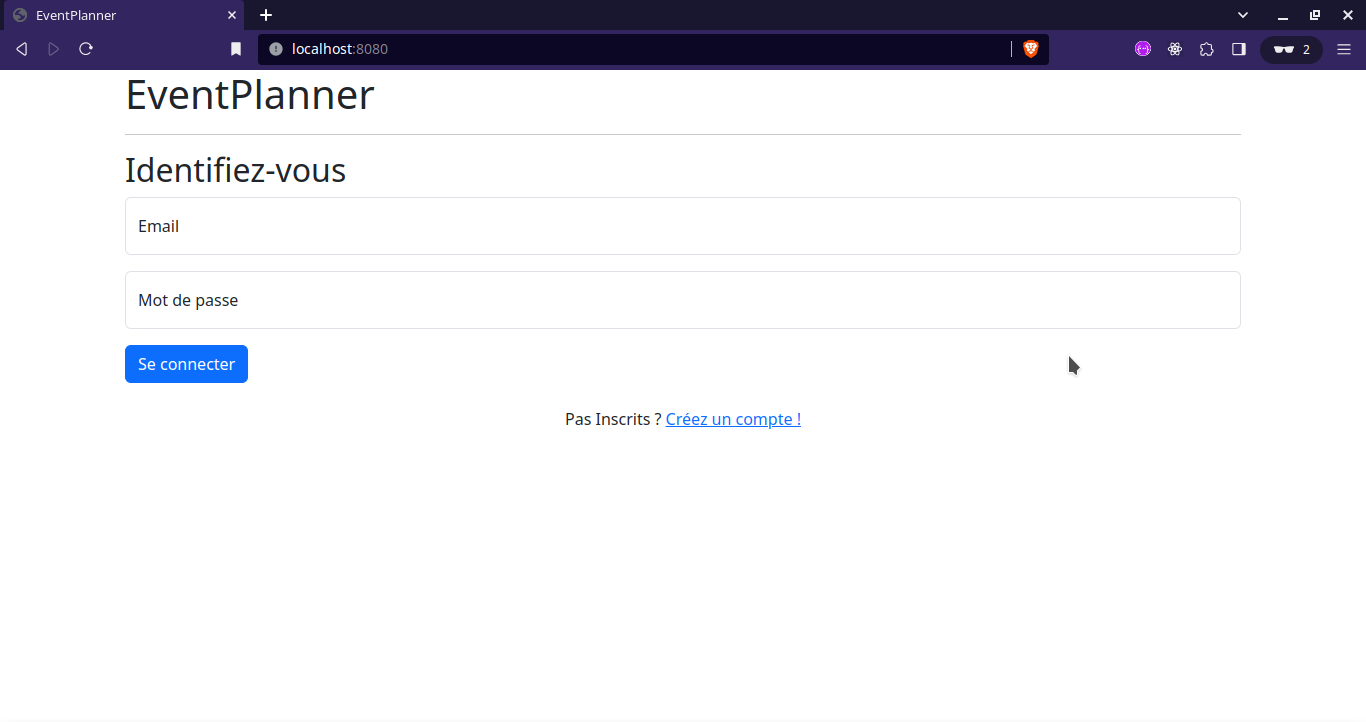 EventPlanner
localhost:8080
2
EventPlanner
Identifiez-vous
Email
Mot de passe
Se connecter
Pas Inscrits ? Créez un compte !